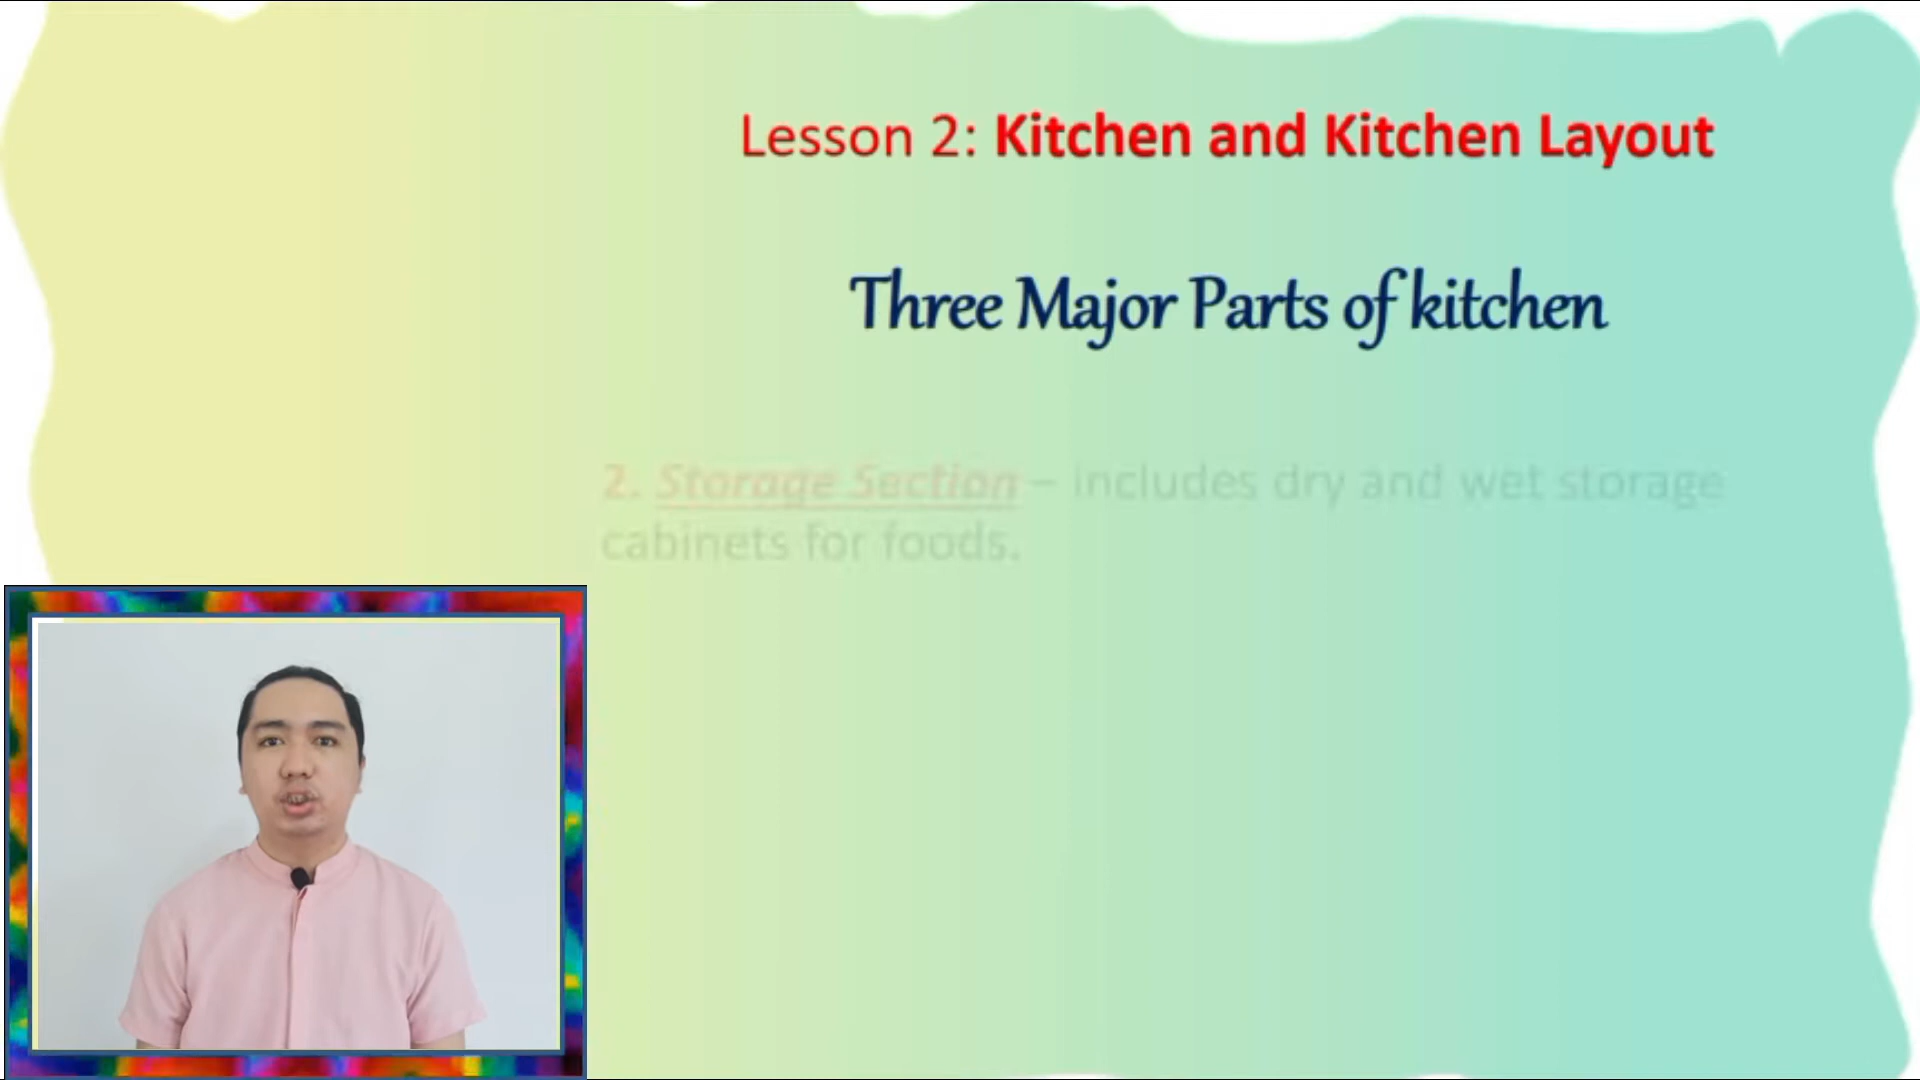 Lesson 2: Kitchen and Kitchen Layout
Three Major Parts of kitchen
2. Storage Section – includes dry and wet storage
cabinets for foods.